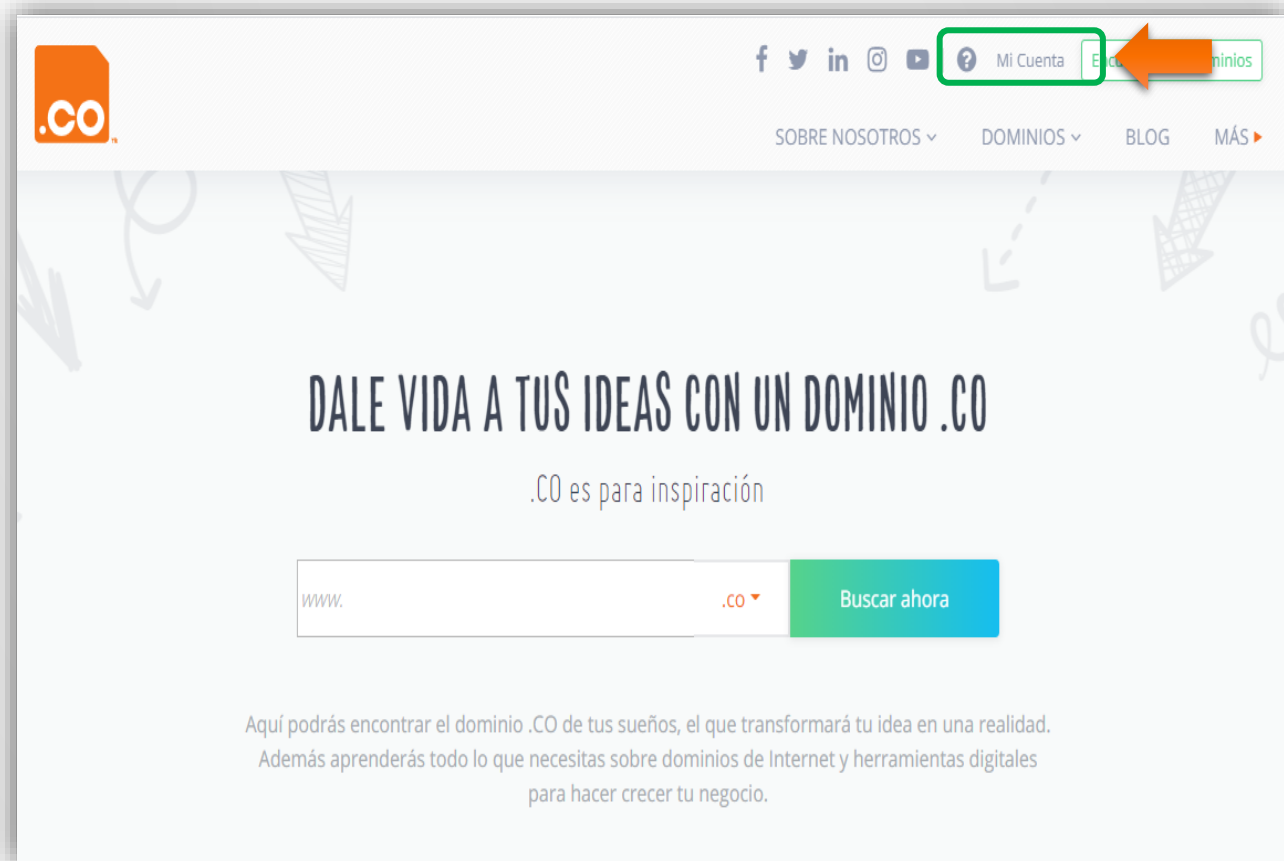 .CO
Mi Cuenta
SOBRE NOSOTROS DOMINIOS BLOG MÁS
DALE VIDA A TUS IDEAS CON UN DOMINIO .CO
.CO es para inspiración
www. .co Buscar ahora
Aquí podrás encontrar el dominio .CO de tus sueños, el que transformará tu idea en una realidad.
Además aprenderás todo lo que necesitas sobre dominios de Internet y herramientas digitales
para hacer crecer tu negocio.